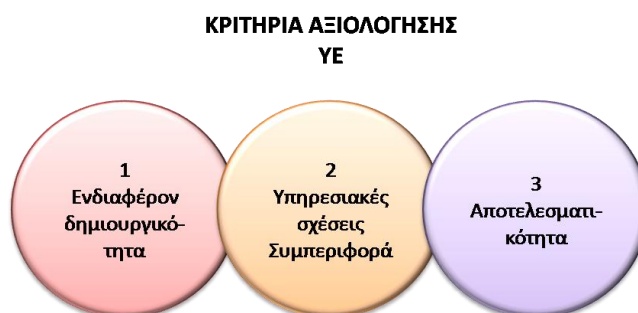 ΚΡΙΤΗΡΙΑ ΑΞΙΟΛΟΓΗΣΗΣ
ΥΕ
1
Ενδιαφέρον
δημιουργικό-
τητα
2
Υπηρεσιακές
σχέσεις
Συμπεριφορά
3
Αποτελεσματι-
κότητα